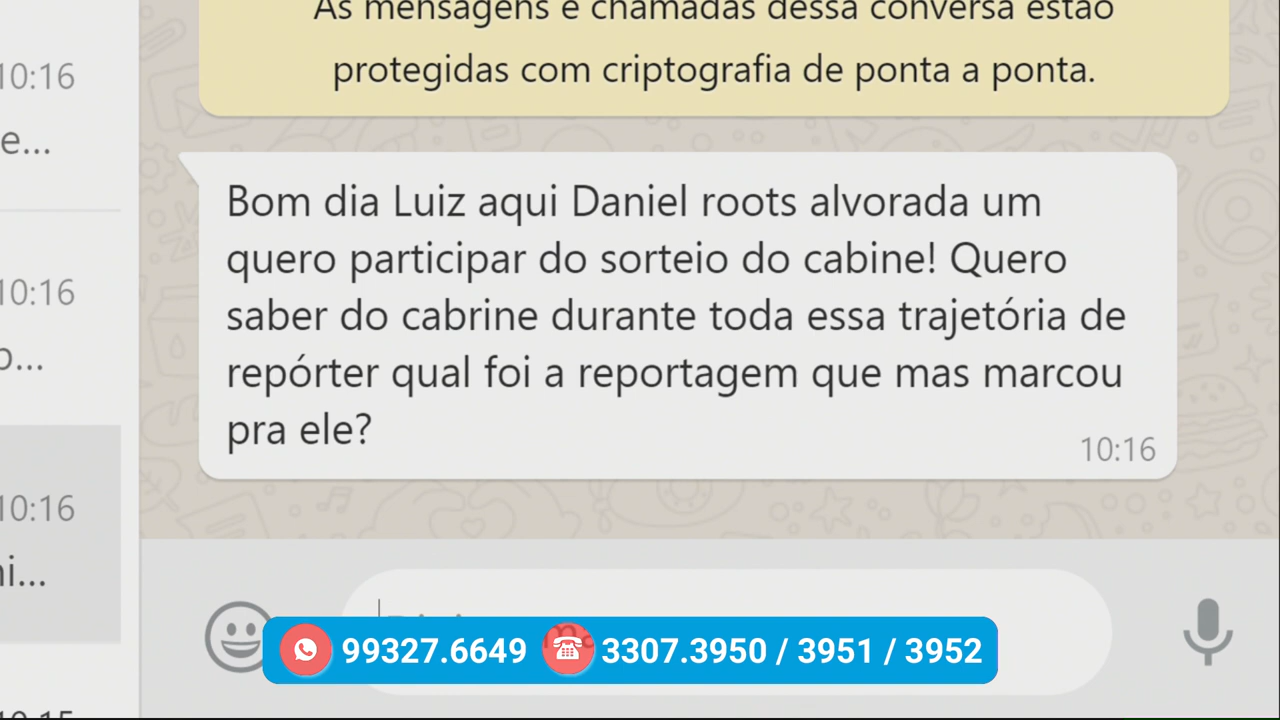 As mensagens e chamadas dessa conversa estão
protegidas com criptografia de ponta a ponta.
10:16
e...
10:16
o...
10:16
ni...
Bom dia Luiz aqui Daniel roots alvorada um
quero participar do sorteio do cabine! Quero
saber do cabrine durante toda essa trajetória de
repórter qual foi a reportagem que mas marcou
pra ele?
10:16
99327.6649 3307.3950 / 3951 / 3952